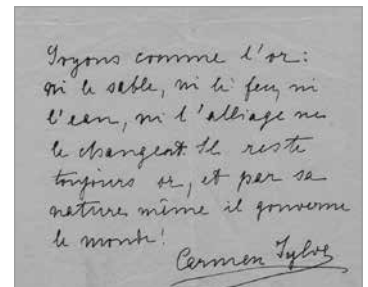 Soyons comme l'or:
ni le sable, ni le feu, ni
l'eau, ni l'alliage ne
le changent. Il reste
toujours or, et par sa
nature même il gouverne
le monde!
Carmen Sylva